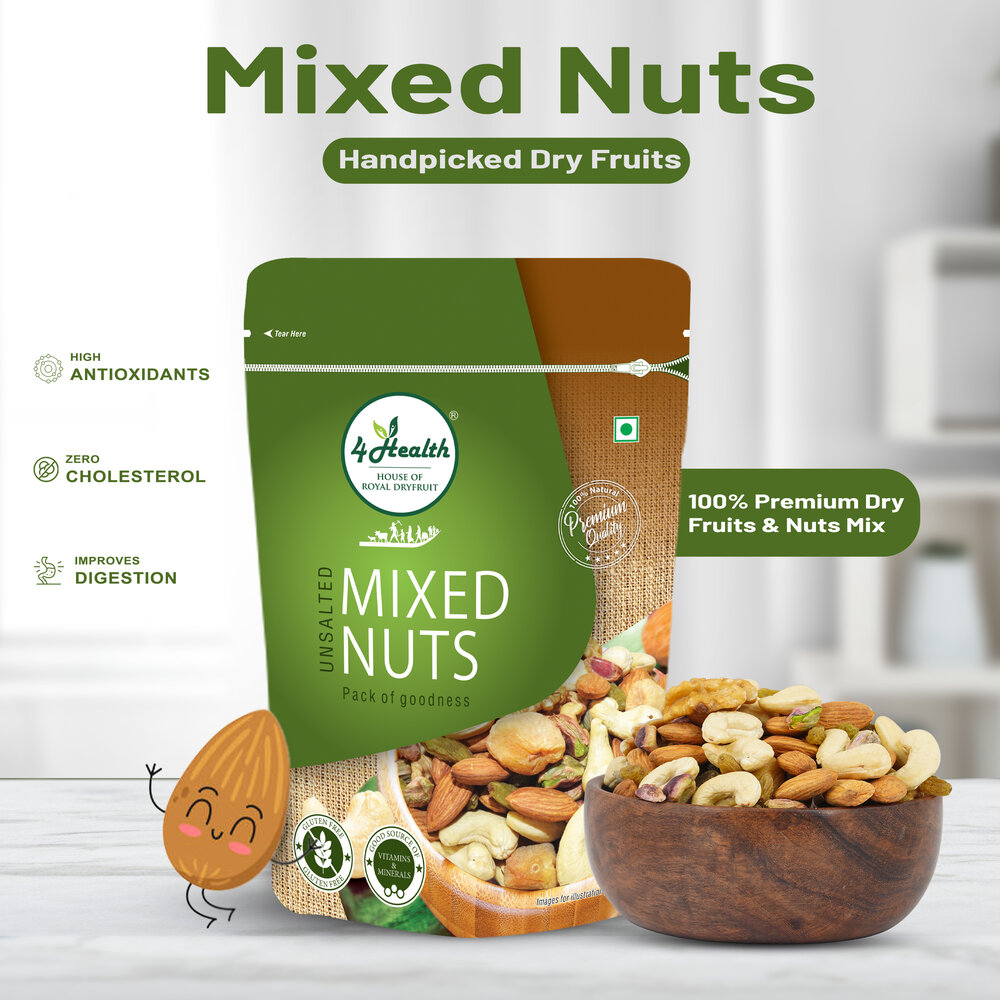 Mixed Nuts
Handpicked Dry Fruits
Tear Here
HIGH
ANTIOXIDANTS
ZERO
CHOLESTEROL
IMPROVES
DIGESTION
4Health
®
HOUSE OF
ROYAL DRYFRUIT
100% Natural
Premium
Quality
100% Premium Dry
Fruits & Nuts Mix
UNSALTED
MIXED
NUTS
Pack of goodness
GLUTEN FREE
GLUTEN FREE
GOOD SOURCE OF
VITAMINS
&
MINERALS
Images for illustration